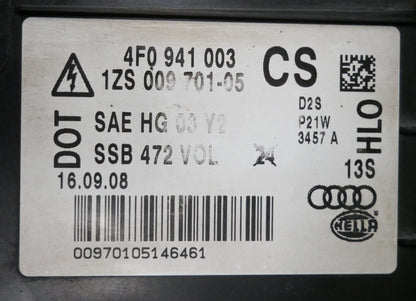 4F0 941 003
1ZS 009 701-05
CS
D2S
P21W
3457 A
DOT
SAE HG 03 Y2
SSB 472 VOL
24
HLO
13S
16.09.08
HELLA
00970105146461